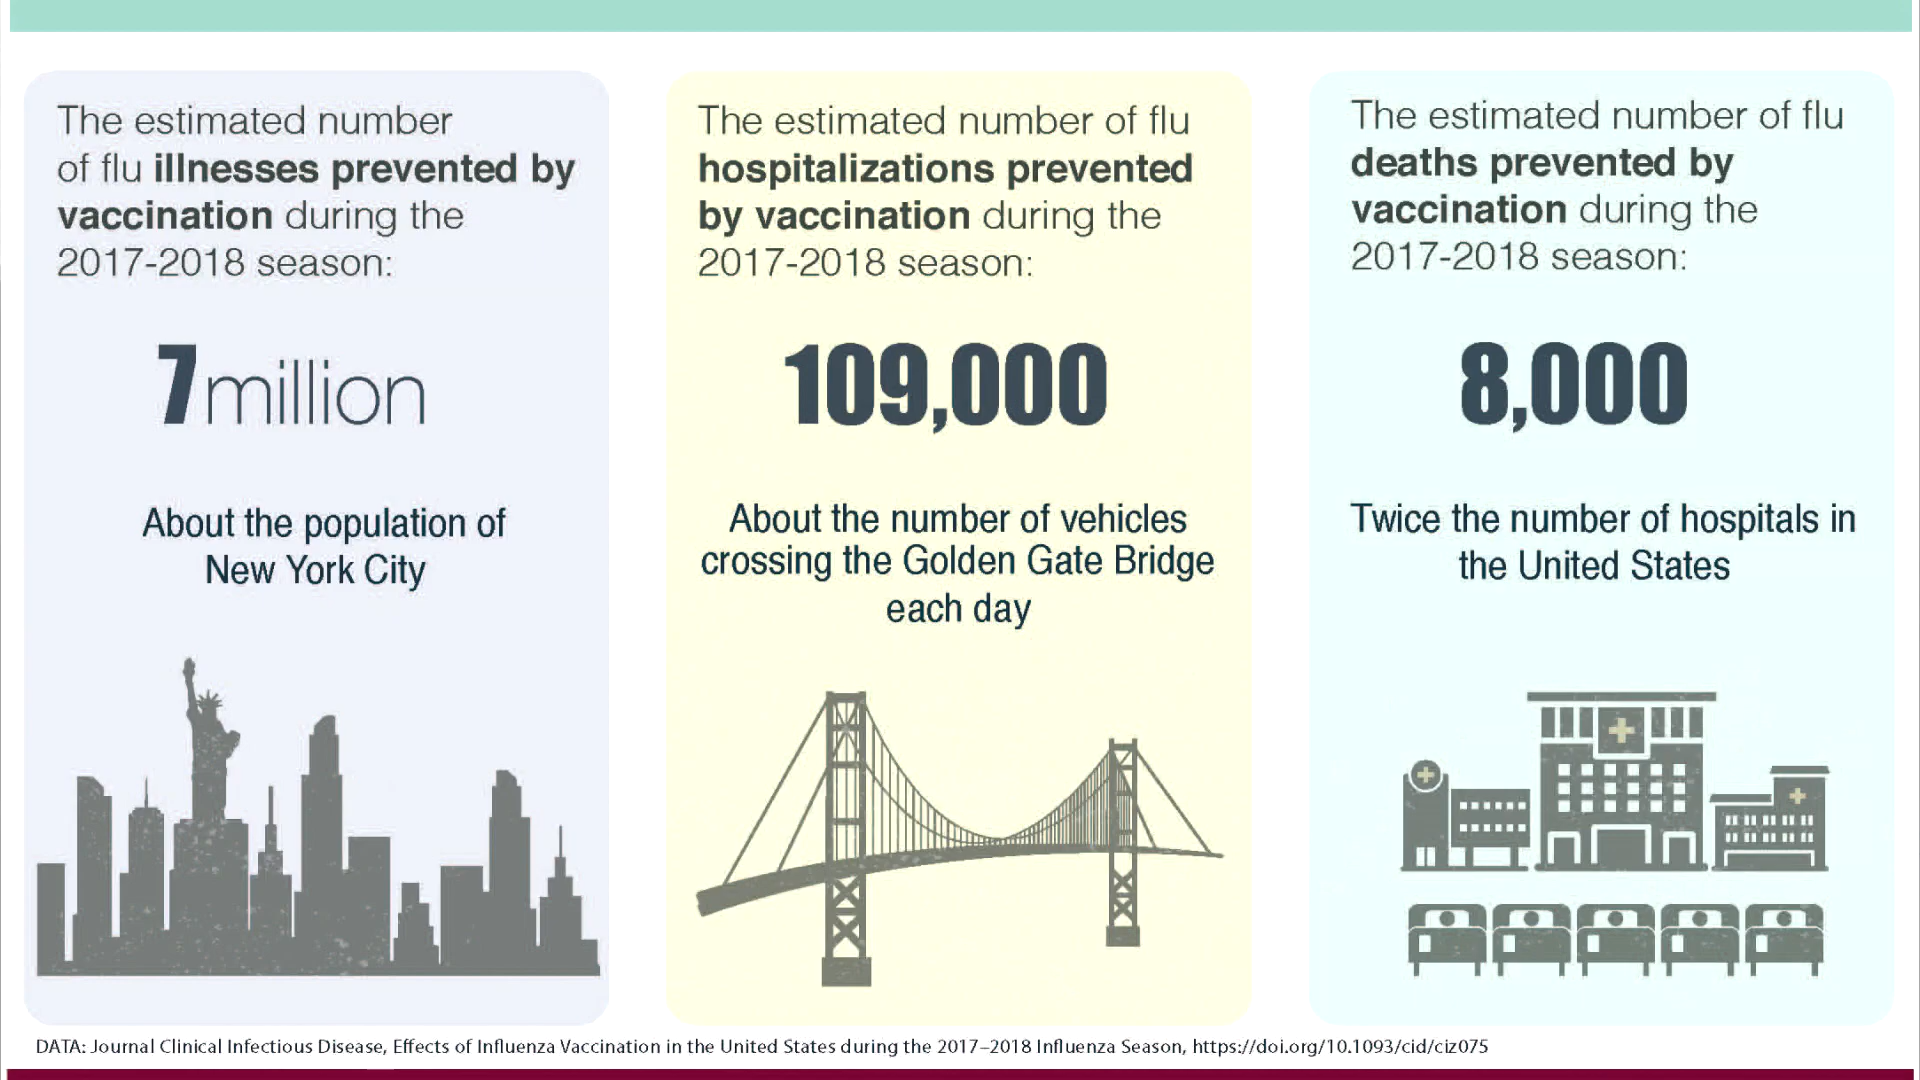 The estimated number
of flu illnesses prevented by
vaccination during the
2017-2018 season:
7 million
About the population of
New York City
The estimated number of flu
hospitalizations prevented
by vaccination during the
2017-2018 season:
109,000
About the number of vehicles
crossing the Golden Gate Bridge
each day
The estimated number of flu
deaths prevented by
vaccination during the
2017-2018 season:
8,000
Twice the number of hospitals in
the United States
DATA: Journal Clinical Infectious Disease, Effects of Influenza Vaccination in the United States during the 2017–2018 Influenza Season, https://doi.org/10.1093/cid/ciz075